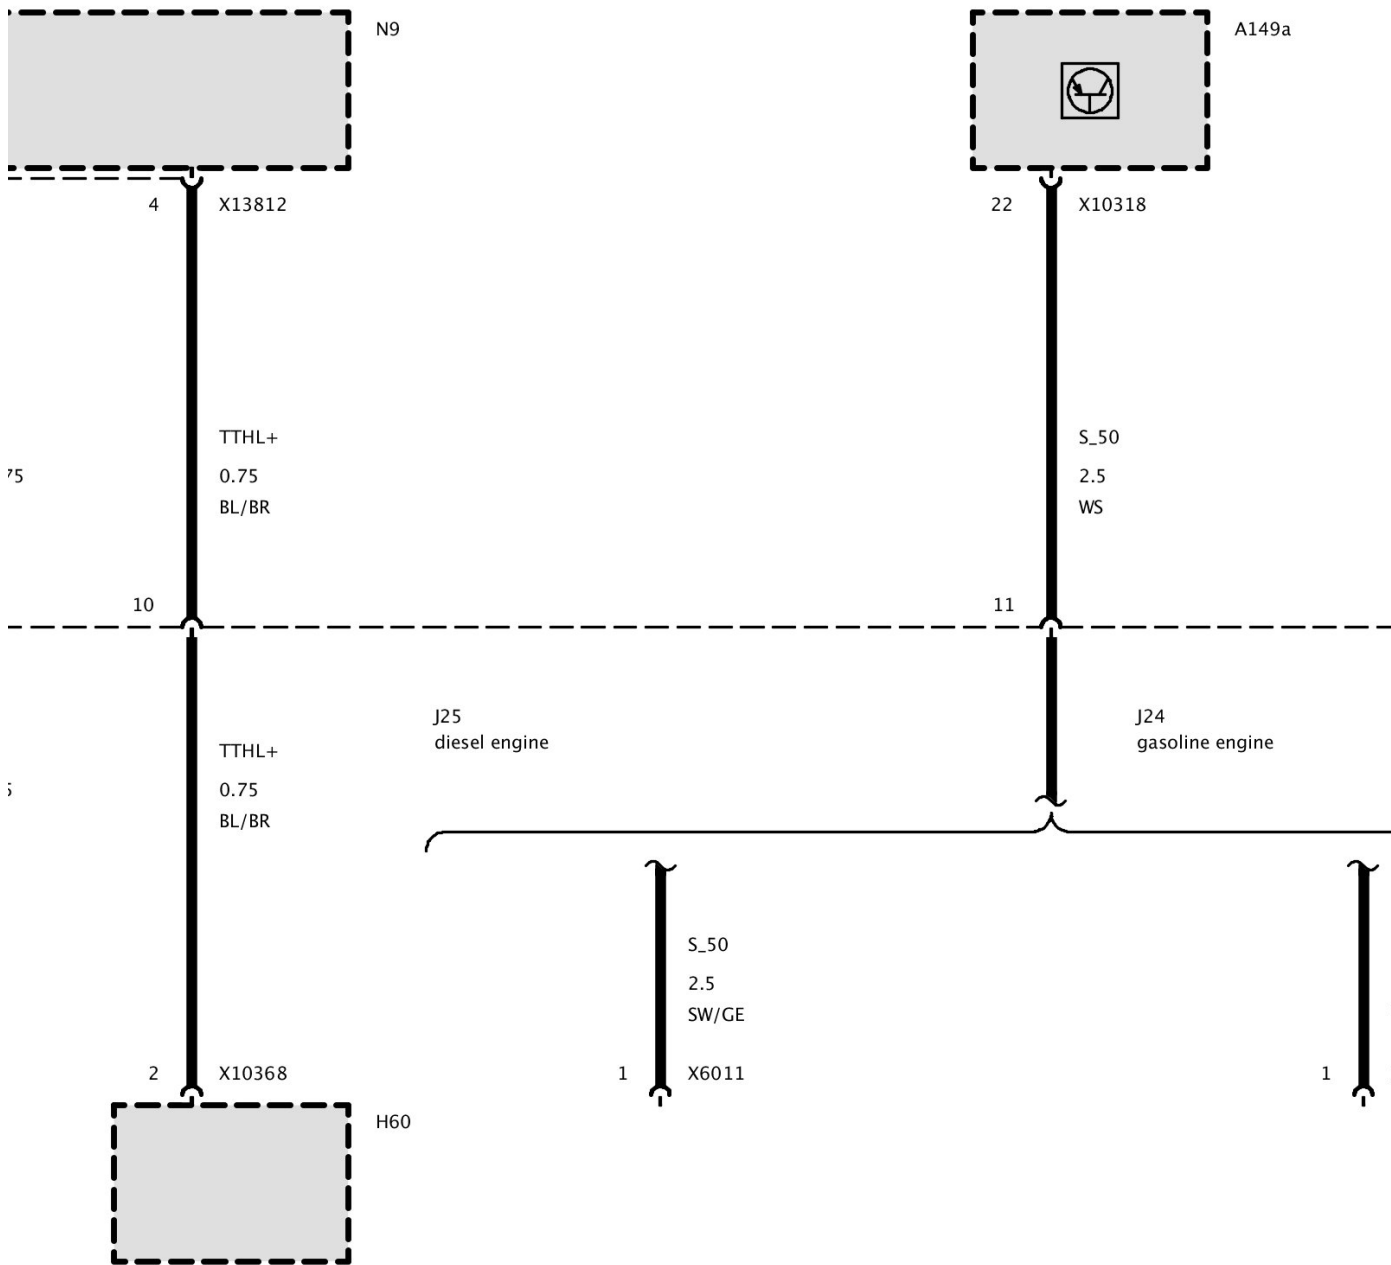 N9
A149a
4
X13812
22
X10318
TTHL+
S_50
75
0.75
2.5
BL/BR
WS
10
11
J25
diesel engine
J24
gasoline engine
TTHL+
0.75
BL/BR
S_50
2.5
SW/GE
2
X10368
1
X6011
1
H60